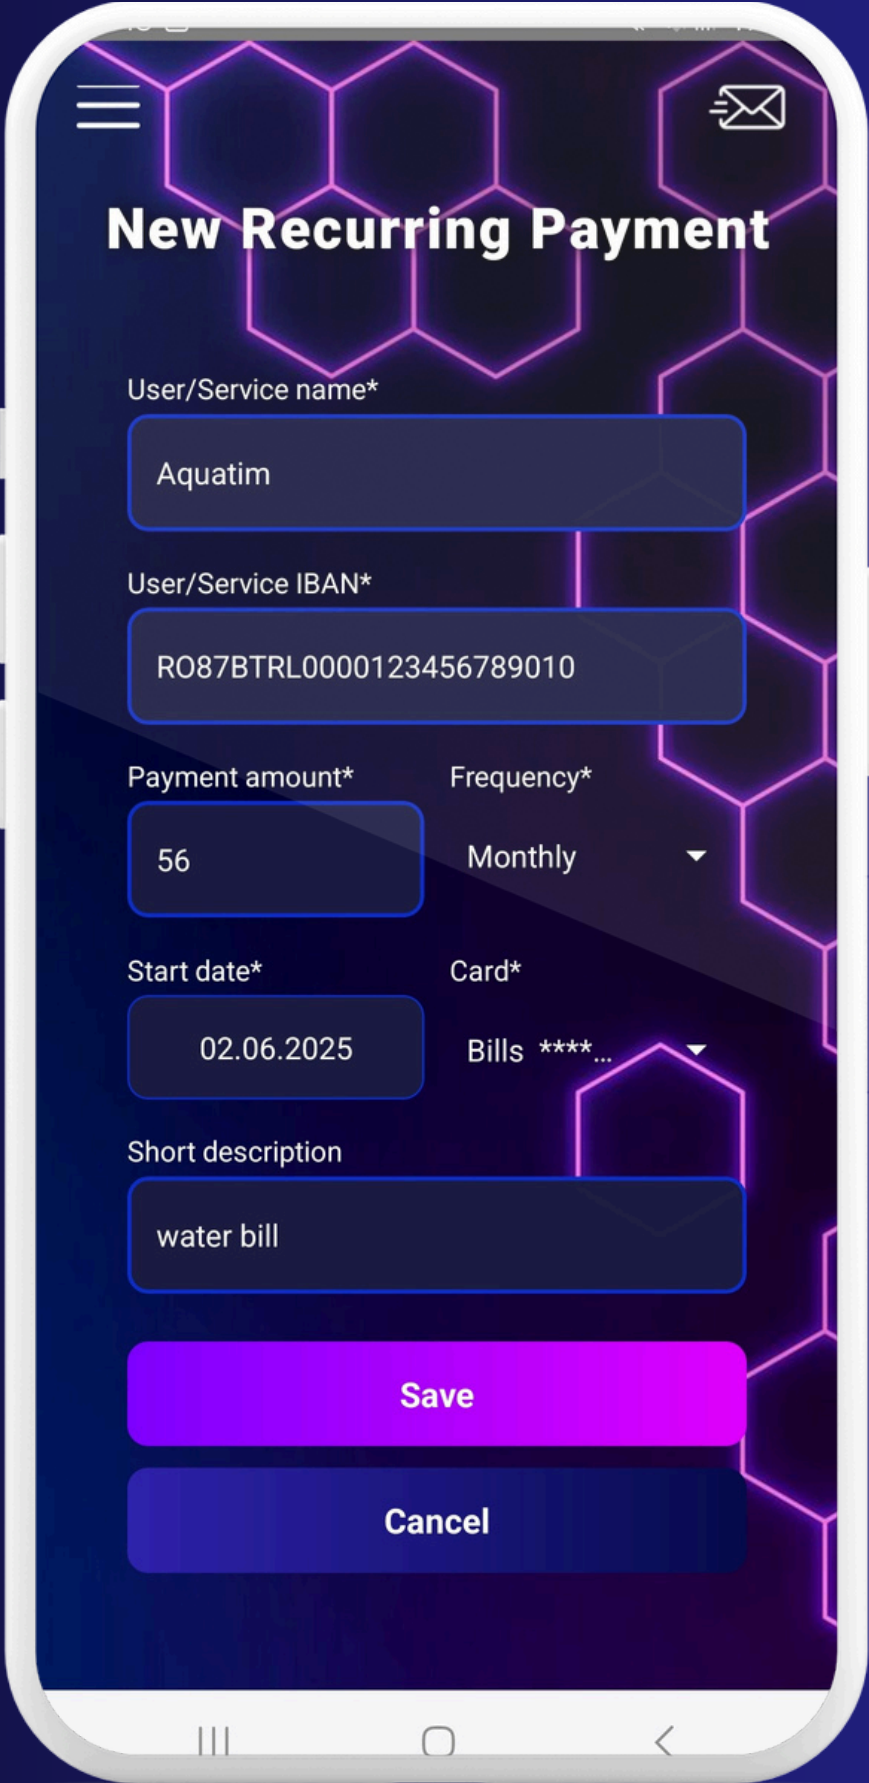 New Recurring Payment
User/Service name*
Aquatim
User/Service IBAN*
RO87BTRL0000123456789010
Payment amount* Frequency*
56 Monthly
Start date* Card*
02.06.2025 Bills ****...
Short description
water bill
Save
Cancel